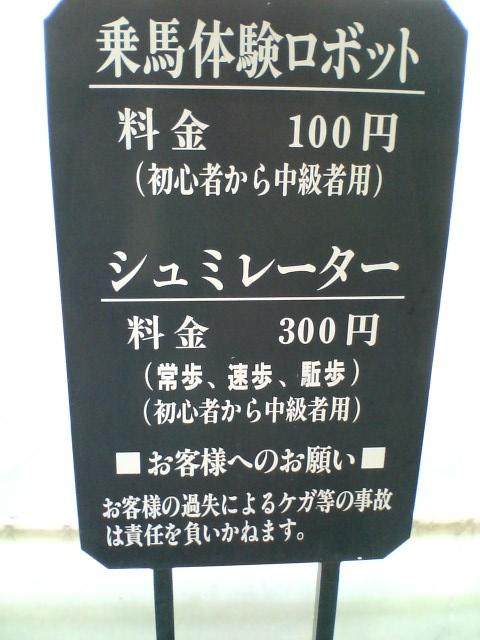 乗馬体験ロボット
料金 100円
(初心者から中級者用)
シュミレーター
料金 300円
(常歩、速歩、駈歩)
(初心者から中級者用)
■お客様へのお願い■
お客様の過失によるケガ等の事故
は責任を負いかねます。